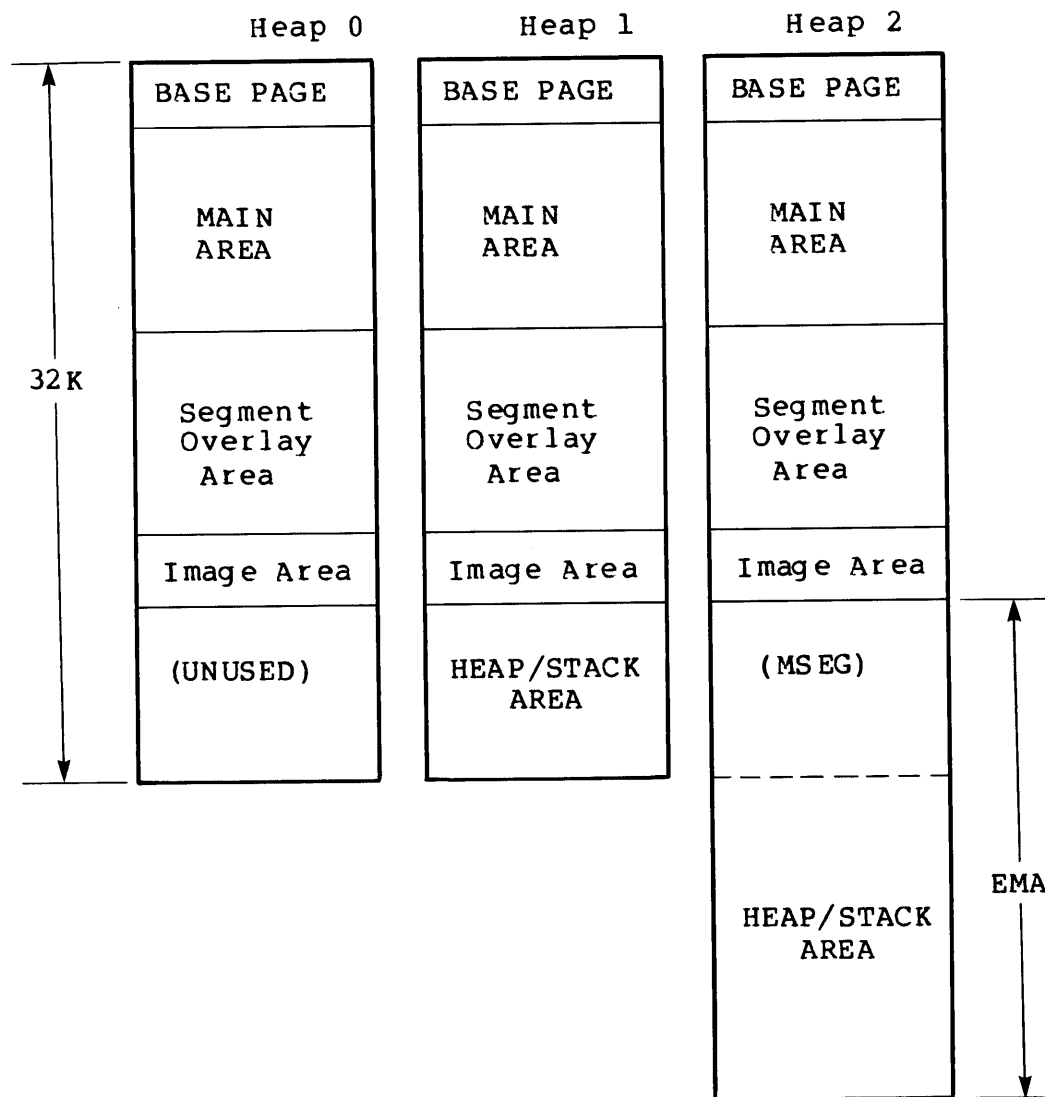 Heap 0
Heap 1
Heap 2
BASE PAGE
BASE PAGE
BASE PAGE
MAIN
AREA
MAIN
AREA
MAIN
AREA
32K
Segment
Overlay
Area
Segment
Overlay
Area
Segment
Overlay
Area
Image Area
Image Area
Image Area
(UNUSED)
HEAP/STACK
AREA
(MSEG)
EMA
HEAP/STACK
AREA